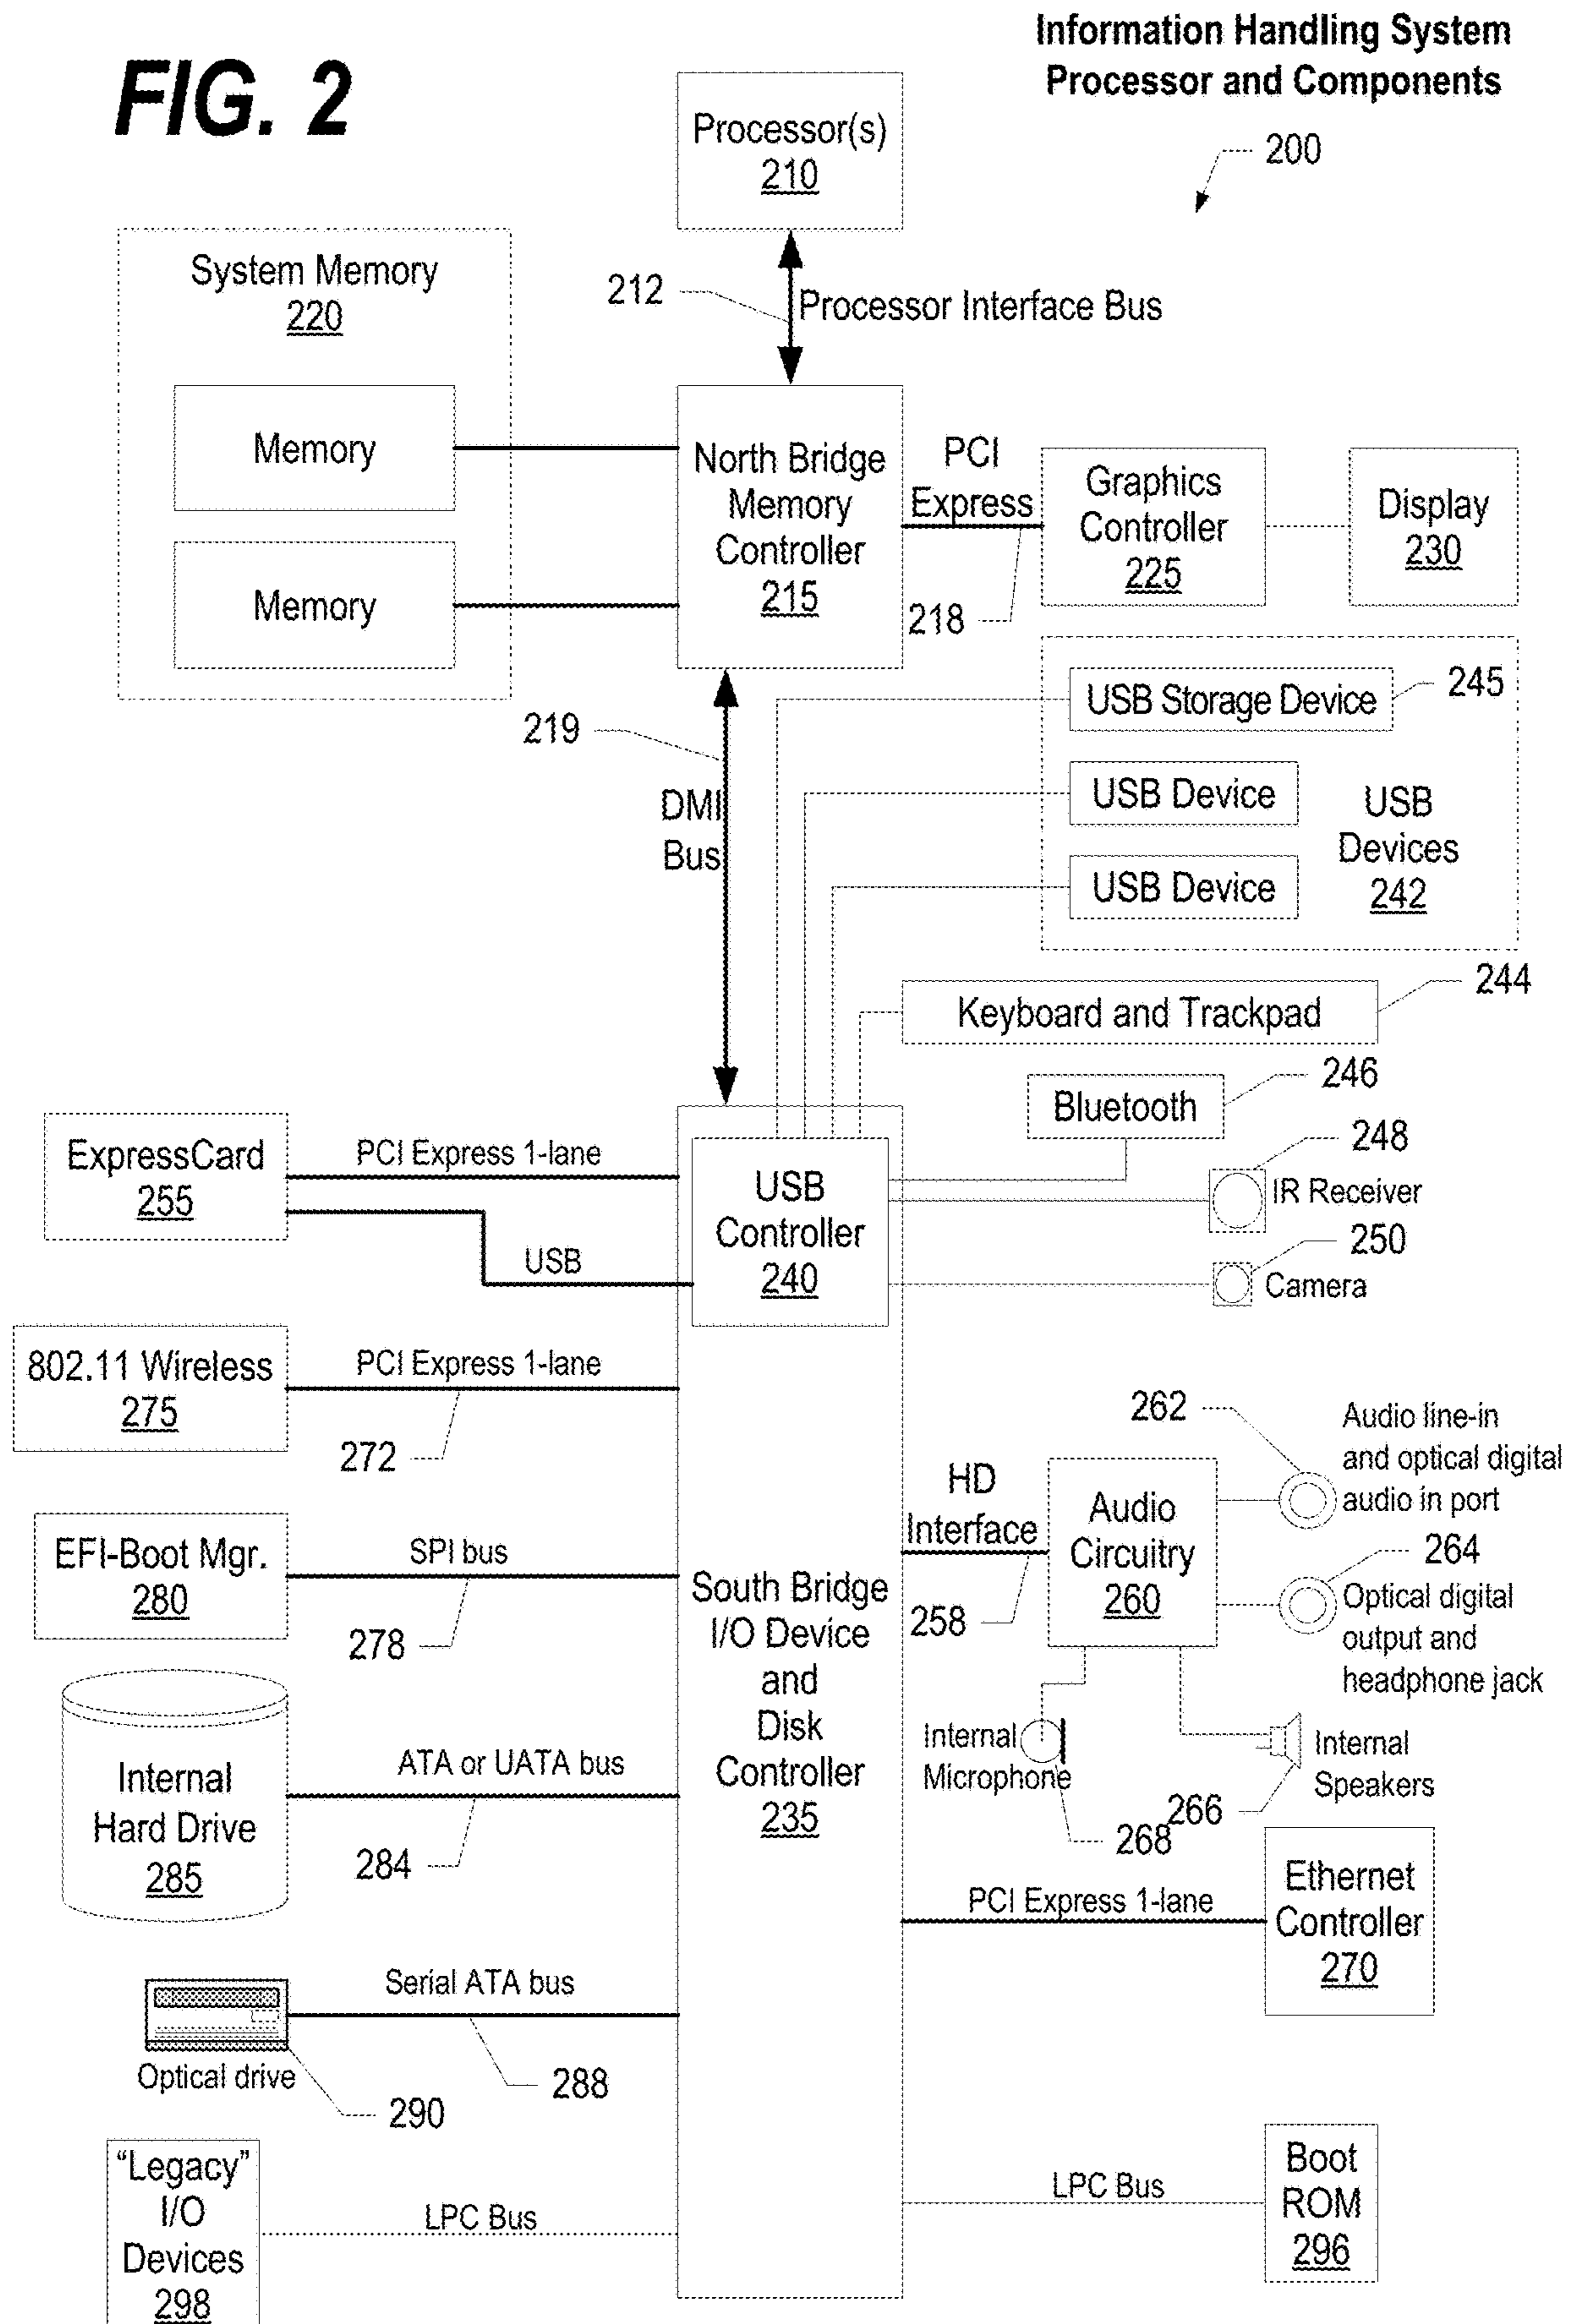 Information Handling System
Processor and Components
FIG. 2
200
Processor(s)
210
212
Processor Interface Bus
System Memory
220
Memory
Memory
North Bridge
Memory
Controller
215
PCI
Express
218
Graphics
Controller
225
Display
230
219
DMI
Bus
USB Storage Device
245
USB Device
USB Device
USB
Devices
242
Keyboard and Trackpad
244
Bluetooth
246
248
IR Receiver
250
Camera
USB
Controller
240
ExpressCard
255
PCI Express 1-lane
USB
802.11 Wireless
275
PCI Express 1-lane
272
EFI-Boot Mgr.
280
SPI bus
278
Internal
Hard Drive
285
ATA or UATA bus
284
Serial ATA bus
288
Optical drive
290
"Legacy"
I/O
Devices
298
LPC Bus
South Bridge
I/O Device
and
Disk
Controller
235
HD
Interface
258
Audio
Circuitry
260
262
Audio line-in
and optical digital
audio in port
264
Optical digital
output and
headphone jack
Internal
Microphone
268
266
Internal
Speakers
PCI Express 1-lane
Ethernet
Controller
270
LPC Bus
Boot
ROM
296